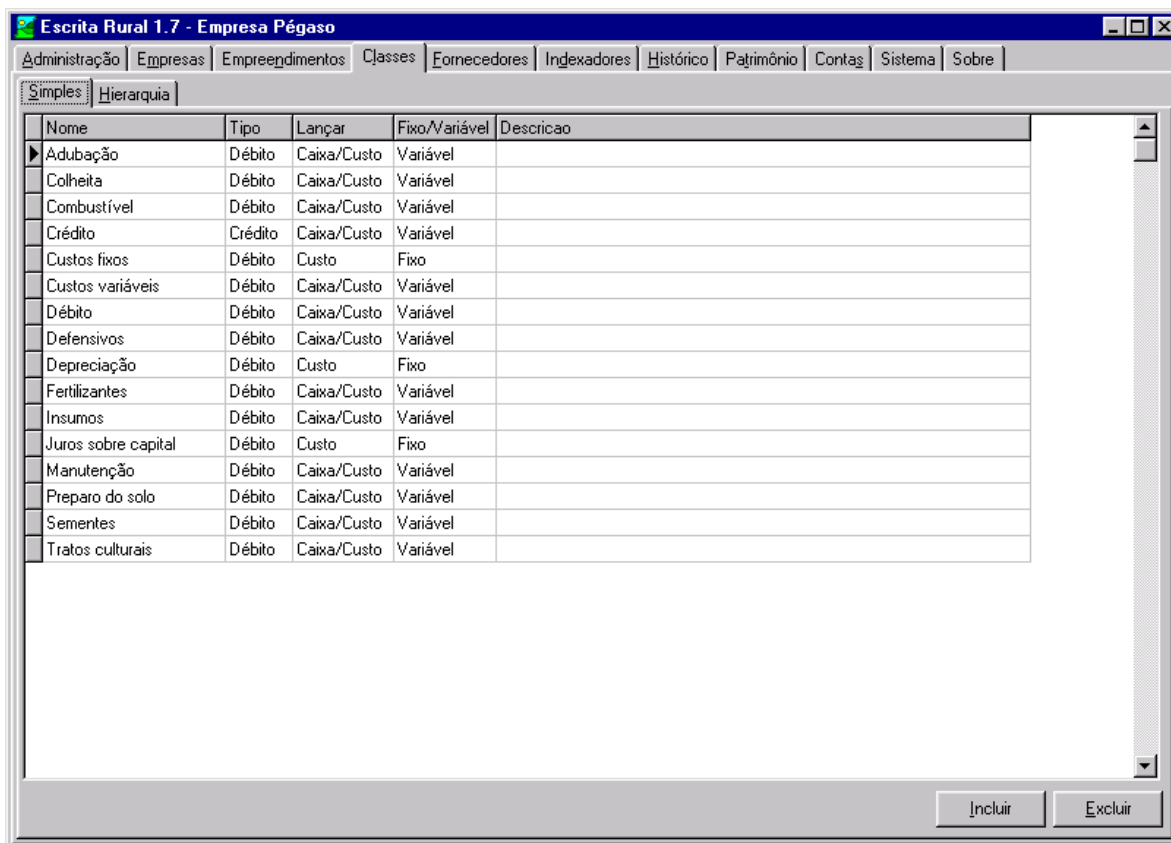 Escrita Rural 1.7 - Empresa Pégaso
Administração Empresas Empreendimentos Classes Fornecedores Indexadores Histórico Patrimônio Contas Sistema Sobre
Simples Hierarquia
Nome Tipo Lançar Fixo/Variável Descricao
Adubação Débito Caixa/Custo Variável
Colheita Débito Caixa/Custo Variável
Combustível Débito Caixa/Custo Variável
Crédito Crédito Caixa/Custo Variável
Custos fixos Débito Custo Fixo
Custos variáveis Débito Caixa/Custo Variável
Débito Débito Caixa/Custo Variável
Defensivos Débito Caixa/Custo Variável
Depreciação Débito Custo Fixo
Fertilizantes Débito Caixa/Custo Variável
Insumos Débito Caixa/Custo Variável
Juros sobre capital Débito Custo Fixo
Manutenção Débito Caixa/Custo Variável
Preparo do solo Débito Caixa/Custo Variável
Sementes Débito Caixa/Custo Variável
Tratos culturais Débito Caixa/Custo Variável
Incluir Excluir